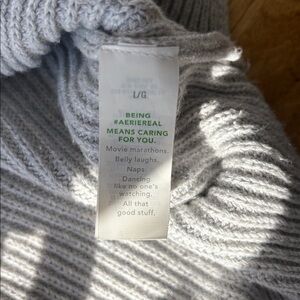 L/G
BEING
#AERIEREAL
MEANS CARING
FOR YOU.
Movie marathons.
Belly laughs.
Naps.
Dancing
like no one's
watching.
All that
good stuff.